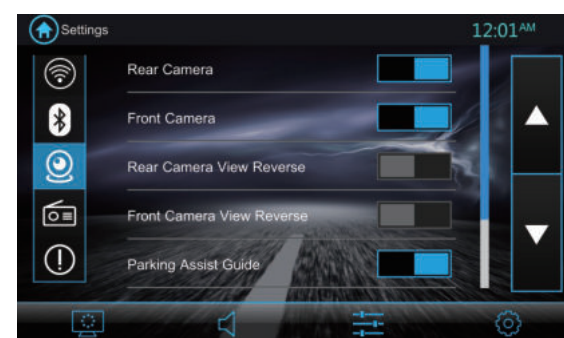 Settings
12:01AM
Rear Camera
Front Camera
Rear Camera View Reverse
Front Camera View Reverse
Parking Assist Guide